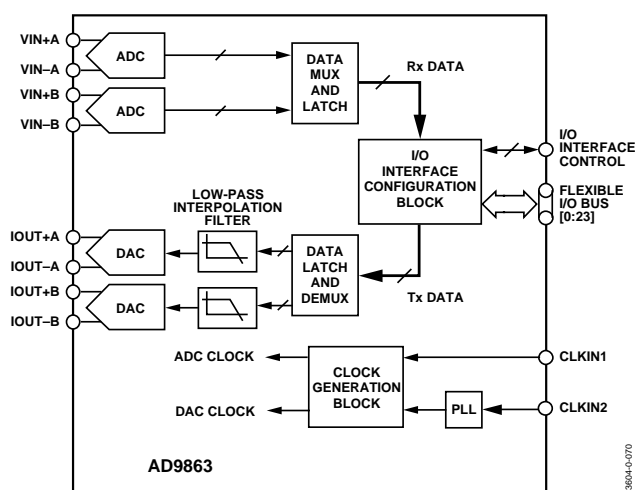 VIN+A
VIN–A
VIN+B
VIN–B
ADC
ADC
DATA
MUX
AND
LATCH
Rx DATA
I/O
INTERFACE
CONFIGURATION
BLOCK
I/O
INTERFACE
CONTROL
FLEXIBLE
I/O BUS
[0:23]
LOW-PASS
INTERPOLATION
FILTER
IOUT+A
IOUT–A
IOUT+B
IOUT–B
DAC
DAC
DATA
LATCH
AND
DEMUX
Tx DATA
ADC CLOCK
DAC CLOCK
CLOCK
GENERATION
BLOCK
PLL
CLKIN1
CLKIN2
AD9863
3604-0-070